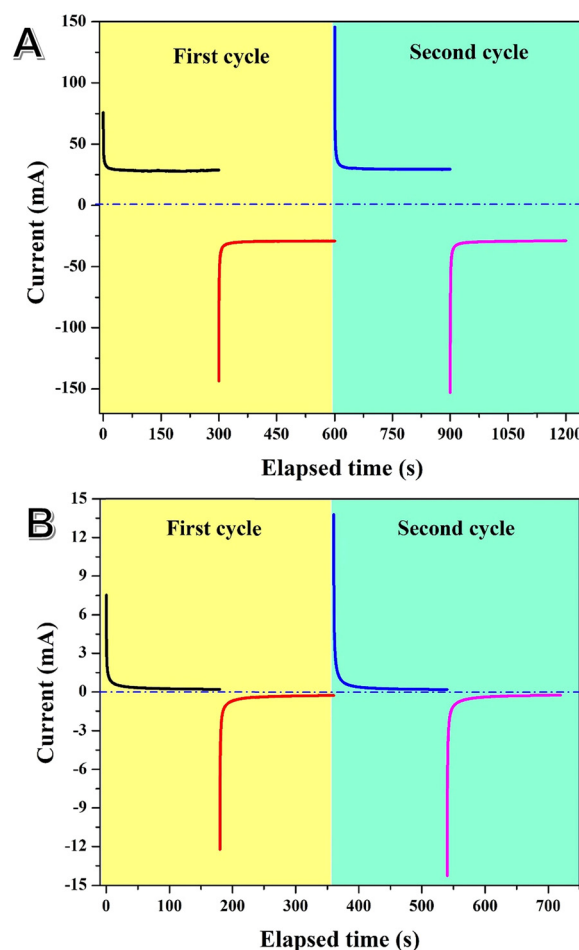 A
First cycle
Second cycle
150
100
50
0
-50
-100
-150
Current (mA)
0 150 300 450 600 750 900 1050 1200
Elapsed time (s)
B
First cycle
Second cycle
15
12
9
6
3
0
-3
-6
-9
-12
-15
Current (mA)
0 100 200 300 400 500 600 700
Elapsed time (s)